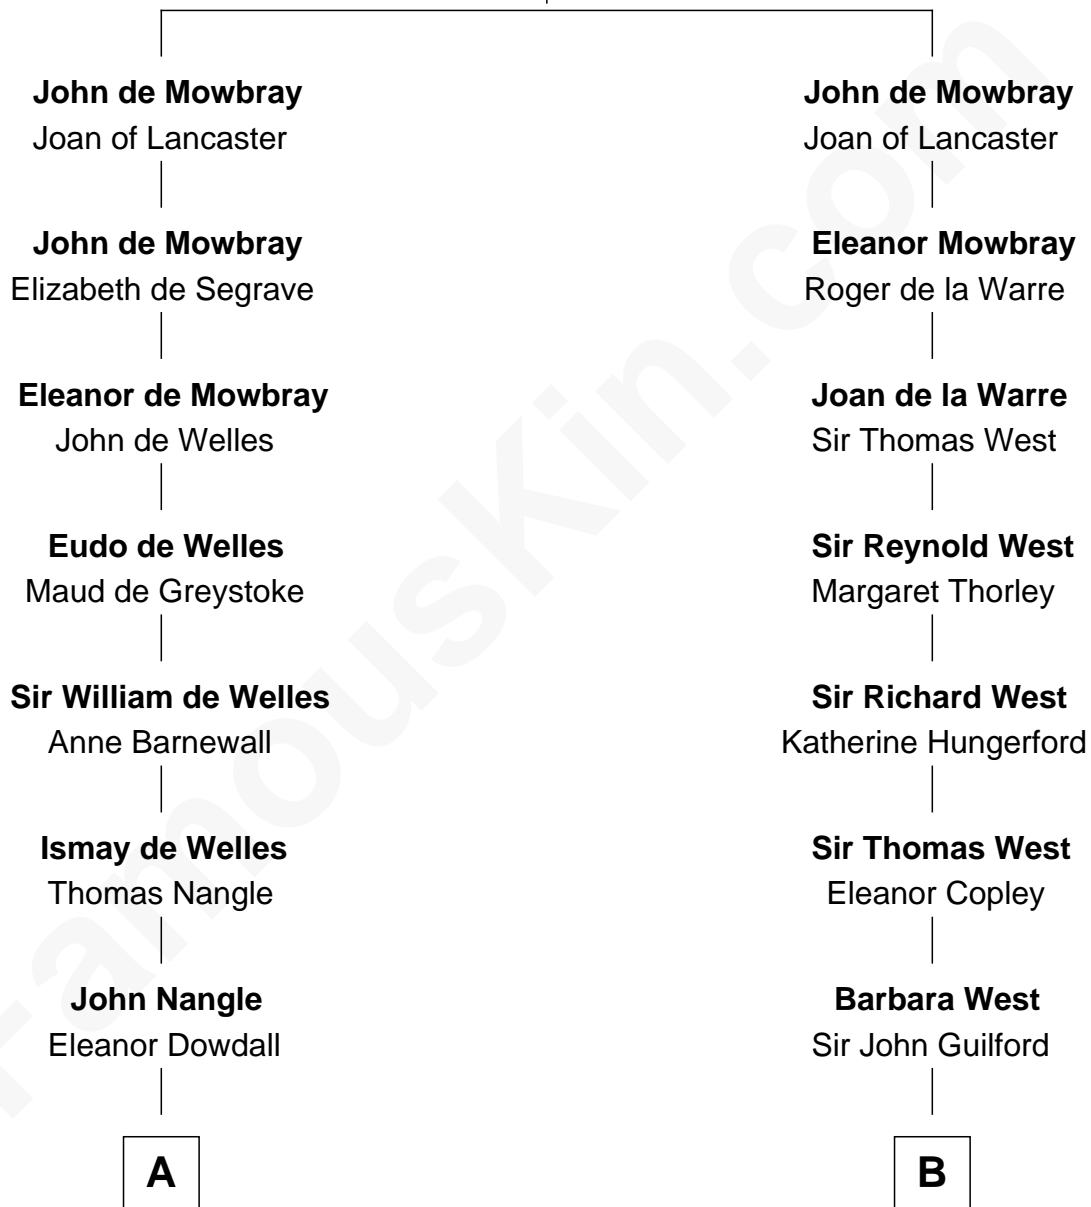 John de Mowbray
Joan of Lancaster
John de Mowbray
Elizabeth de Segrave
Eleanor de Mowbray
John de Welles
Eudo de Welles
Maud de Greystoke
Sir William de Welles
Anne Barnewall
Ismay de Welles
Thomas Nangle
John Nangle
Eleanor Dowdall
A
John de Mowbray
Joan of Lancaster
Eleanor Mowbray
Roger de la Warre
Joan de la Warre
Sir Thomas West
Sir Reynold West
Margaret Thorley
Sir Richard West
Katherine Hungerford
Sir Thomas West
Eleanor Copley
Barbara West
Sir John Guilford
B
FamousKin.com